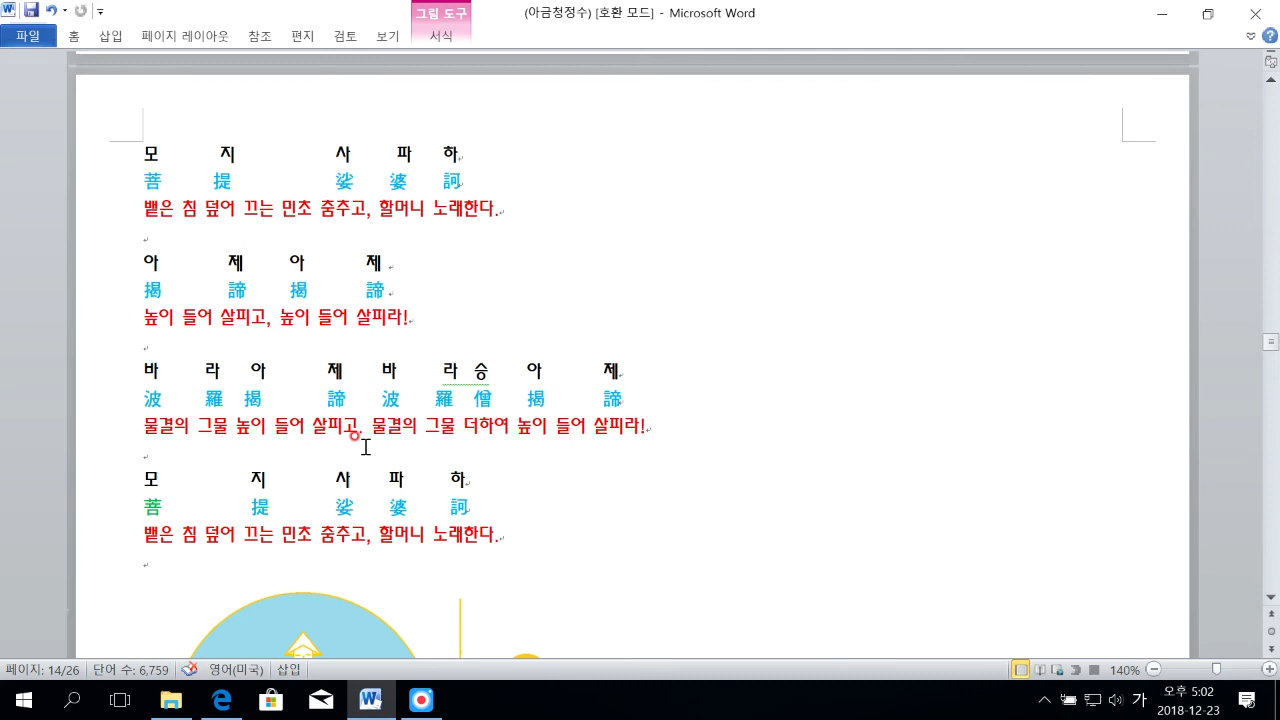 (아금청정수) [호환 모드] - Microsoft Word
그림 도구
파일 홈 삽입 페이지 레이아웃 참조 편지 검토 보기 서식
모 지 사 파 하
菩 提 娑 婆 訶
뱉은 침 덮어 끄는 민초 춤추고, 할머니 노래한다.
아 제 아 제
揭 諦 揭 諦
높이 들어 살피고, 높이 들어 살피라!
바 라 아 제 바 라 승 아 제
波 羅 揭 諦 波 羅 僧 揭 諦
물결의 그물 높이 들어 살피고, 물결의 그물 더하여 높이 들어 살피라!
모 지 사 파 하
菩 提 娑 婆 訶
뱉은 침 덮어 끄는 민초 춤추고, 할머니 노래한다.
페이지: 14/26 단어 수: 6,759 영어(미국) 삽입 140%
가 오후 5:02
2018-12-23